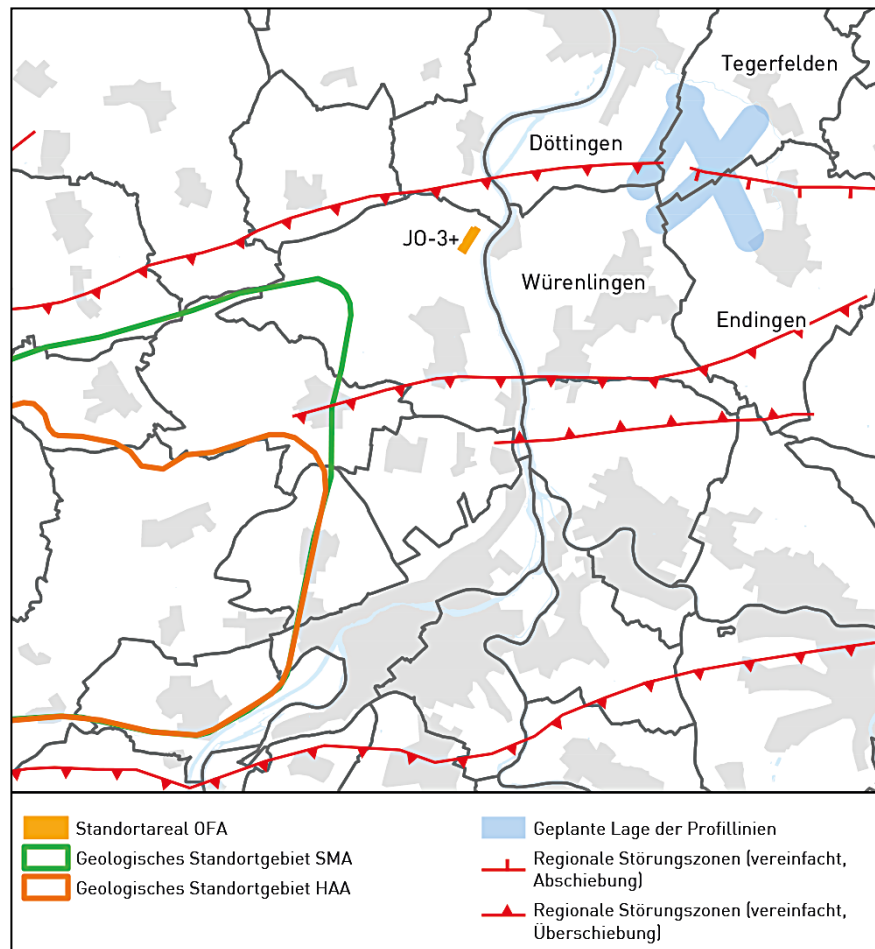 Tegerfelden
Döttingen
JO-3+
Würenlingen
Endingen
Standortareal OFA
Geologisches Standortgebiet SMA
Geologisches Standortgebiet HAA
Geplante Lage der Profillinien
Regionale Störungszonen (vereinfacht,
Abschiebung)
Regionale Störungszonen (vereinfacht,
Überschiebung)